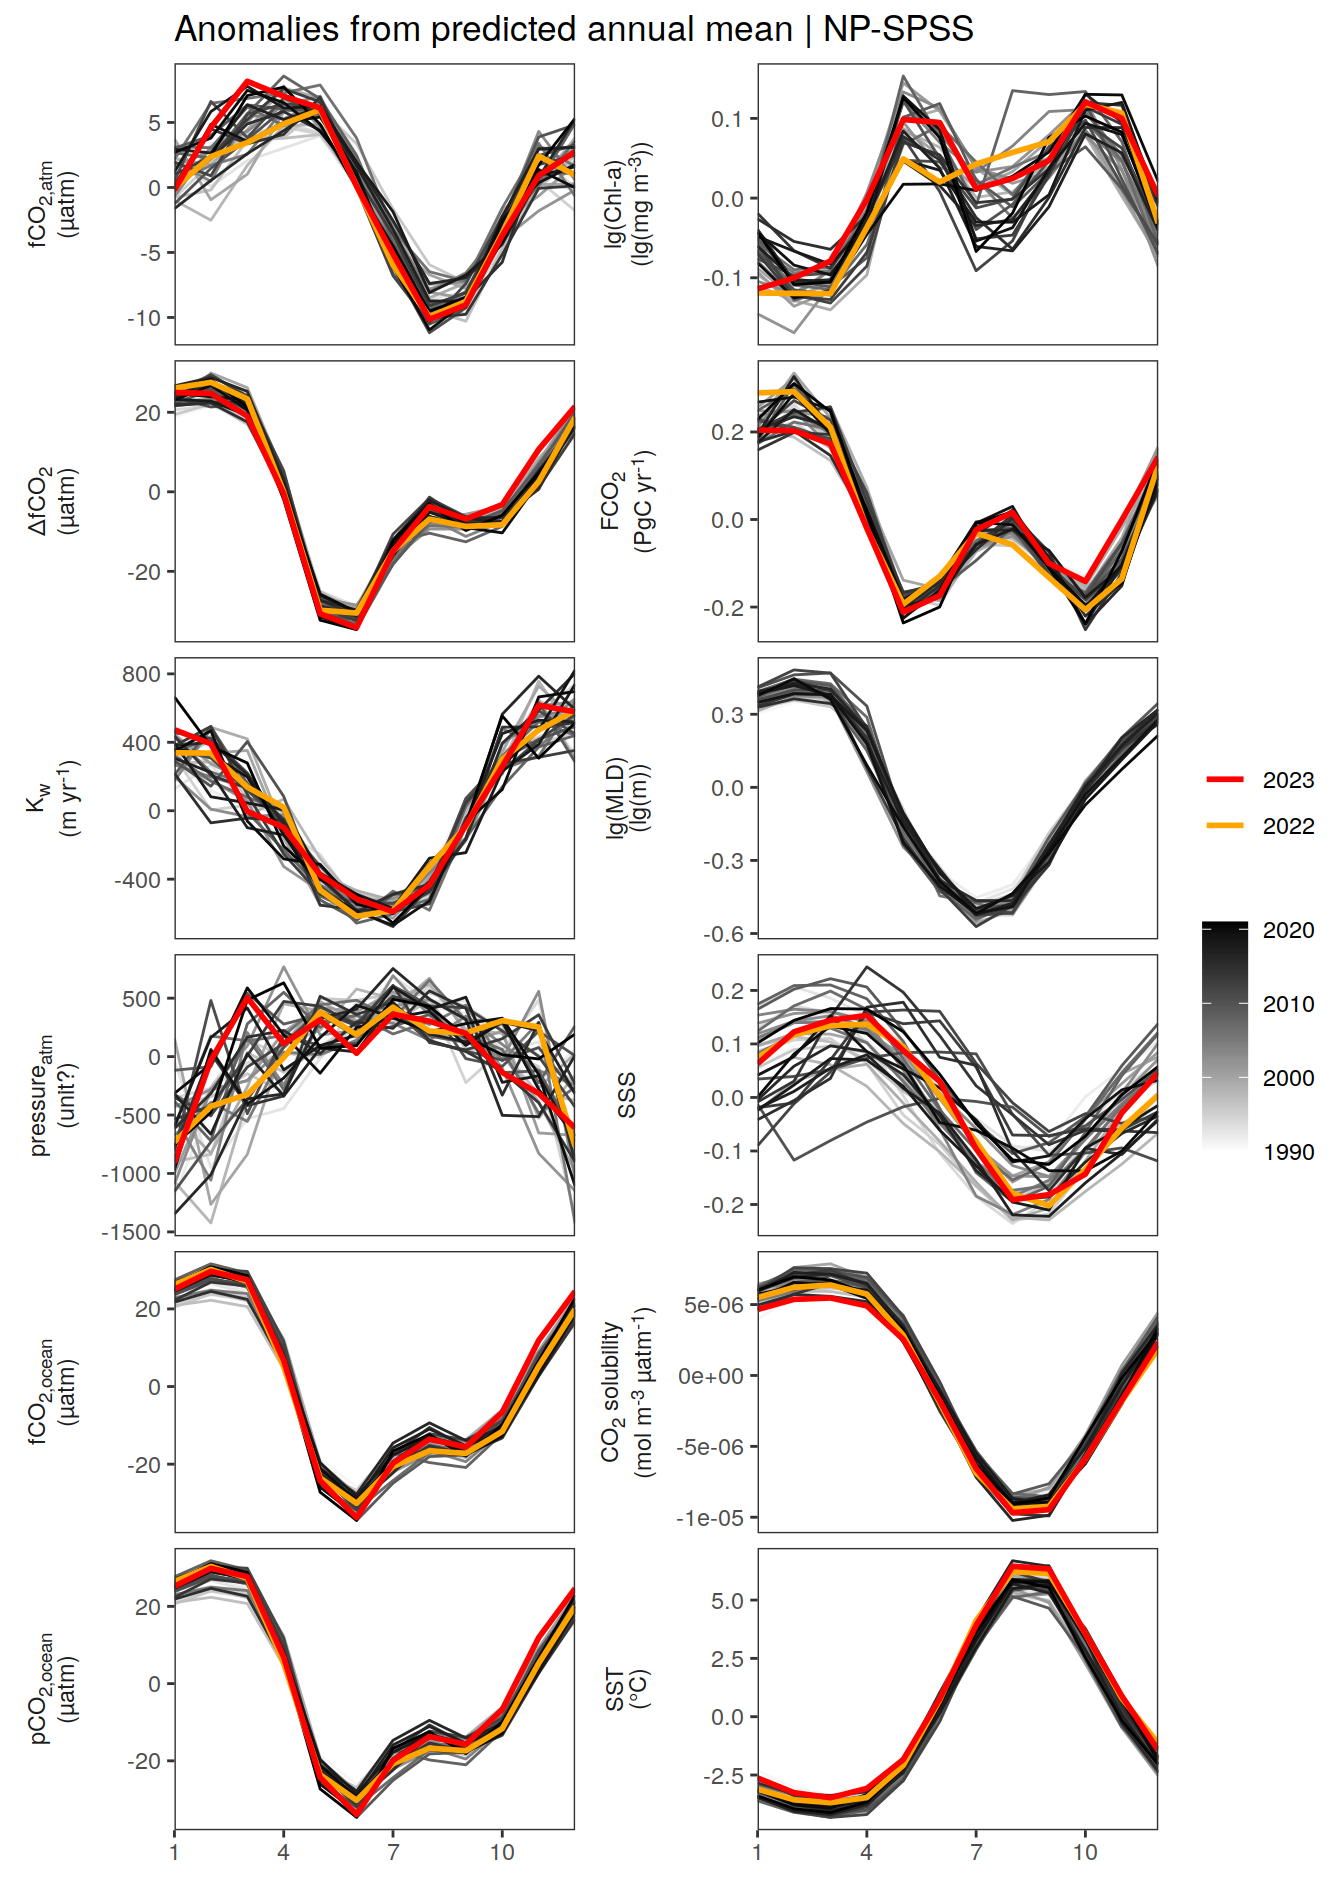 Anomalies from predicted annual mean | NP-SPSS
fCO2,atm
(µatm)
5
0
-5
-10
lg(Chl-a)
(lg(mg m-3))
0.1
0.0
-0.1
ΔfCO2
(µatm)
20
0
-20
FCO2
(PgC yr-1)
0.2
0.0
-0.2
Kw
(m yr-1)
800
400
0
-400
lg(MLD)
(lg(m))
0.3
0.0
-0.3
-0.6
2023
2022
2020
2010
2000
1990
pressureatm
(unit?)
500
0
-500
-1000
-1500
SSS
0.2
0.1
0.0
-0.1
-0.2
fCO2,ocean
(µatm)
20
0
-20
CO2 solubility
(mol m-3 µatm-1)
5e-06
0e+00
-5e-06
-1e-05
pCO2,ocean
(µatm)
20
0
-20
SST
(°C)
5.0
2.5
0.0
-2.5
1 4 7 10
1 4 7 10